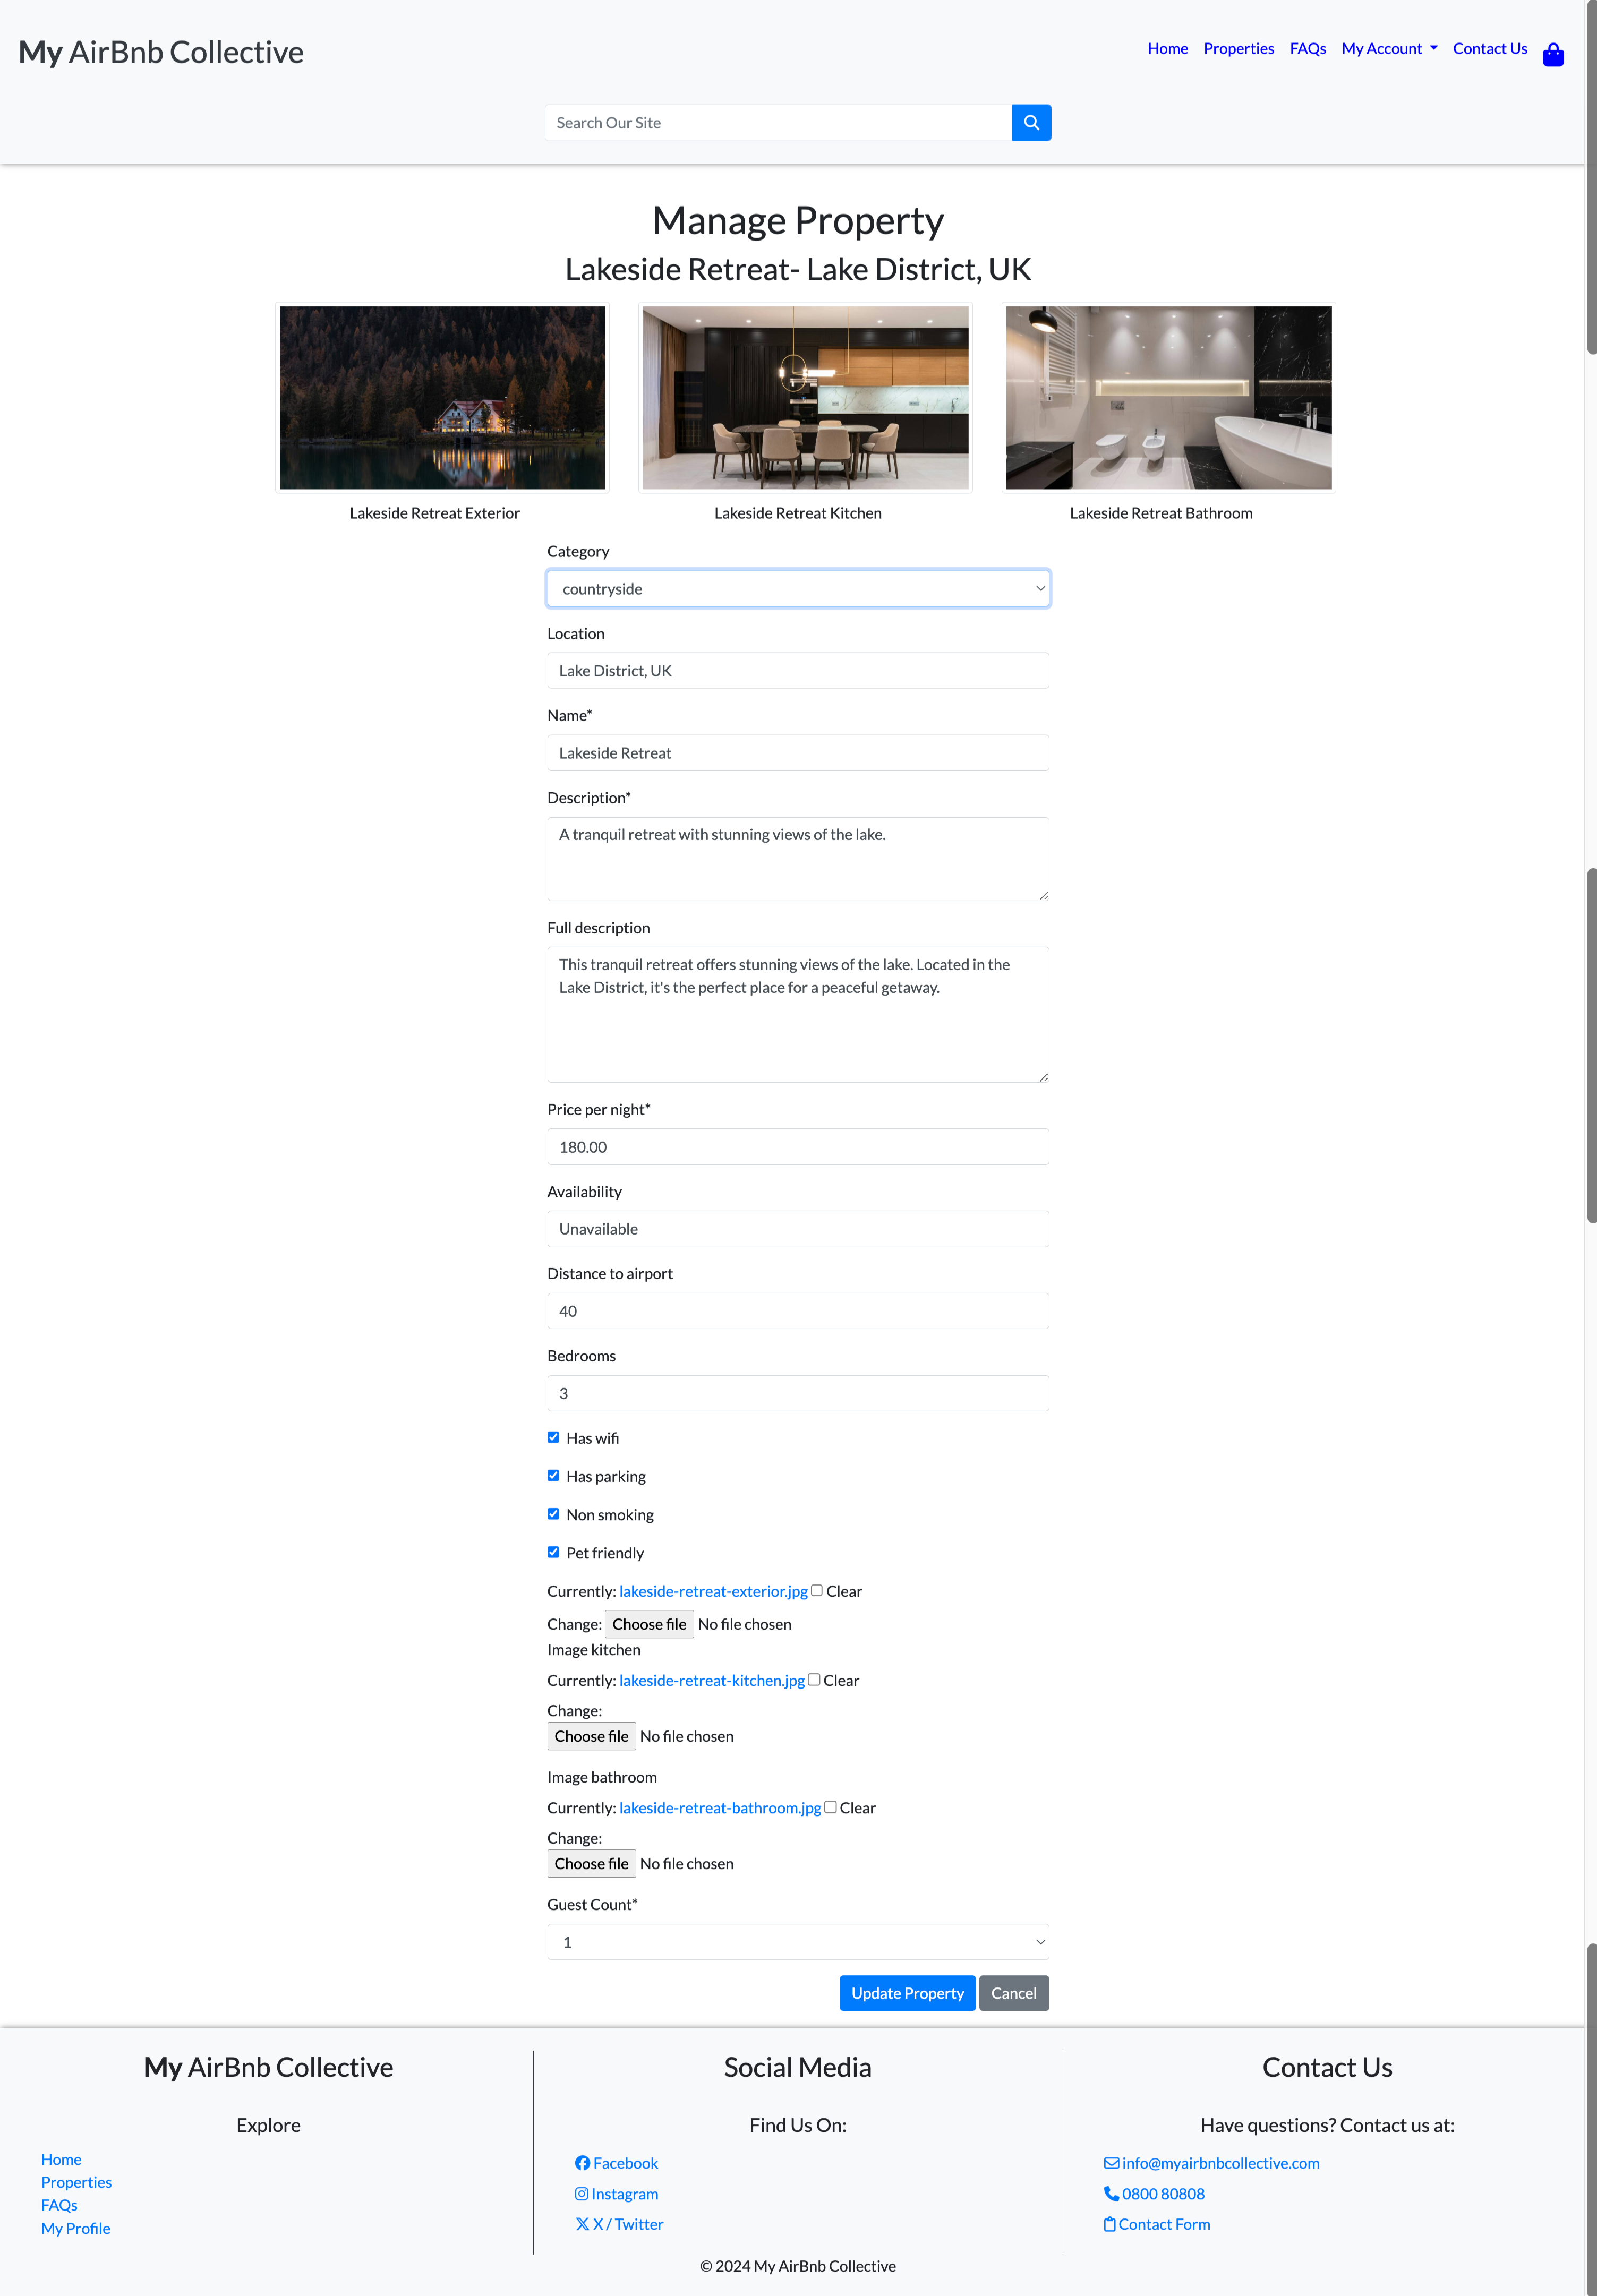 My AirBnb Collective
Home Properties FAQs My Account Contact Us
Search Our Site
Manage Property
Lakeside Retreat- Lake District, UK
Lakeside Retreat Exterior
Lakeside Retreat Kitchen
Lakeside Retreat Bathroom
Category
countryside
Location
Lake District, UK
Name*
Lakeside Retreat
Description*
A tranquil retreat with stunning views of the lake.
Full description
This tranquil retreat offers stunning views of the lake. Located in the
Lake District, it's the perfect place for a peaceful getaway.
Price per night*
180.00
Availability
Unavailable
Distance to airport
40
Bedrooms
3
Has wifi
Has parking
Non smoking
Pet friendly
Currently: lakeside-retreat-exterior.jpg Clear
Change: Choose file No file chosen
Image kitchen
Currently: lakeside-retreat-kitchen.jpg Clear
Change:
Choose file No file chosen
Image bathroom
Currently: lakeside-retreat-bathroom.jpg Clear
Change:
Choose file No file chosen
Guest Count*
1
Update Property Cancel
My AirBnb Collective
Explore
Home
Properties
FAQs
My Profile
Social Media
Find Us On:
Facebook
Instagram
X / Twitter
Contact Us
Have questions? Contact us at:
info@myairbnbcollective.com
0800 80808
Contact Form
© 2024 My AirBnb Collective